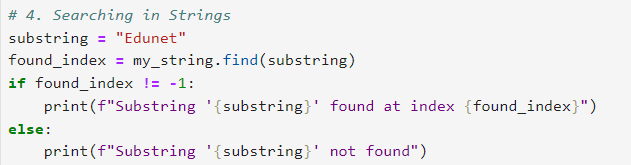 # 4. Searching in Strings
substring = "Edunet"
found_index = my_string.find(substring)
if found_index != -1:
    print(f"Substring '{substring}' found at index {found_index}")
else:
    print(f"Substring '{substring}' not found")